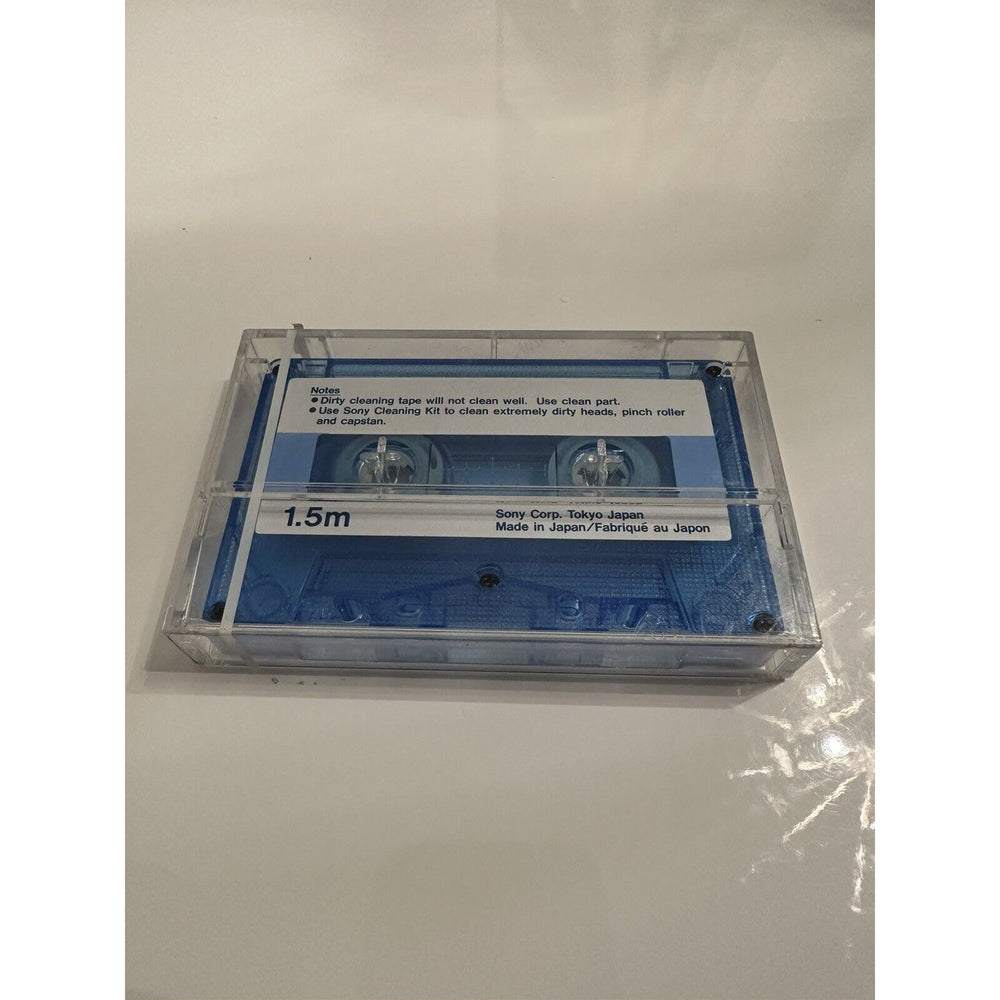 Notes
● Dirty cleaning tape will not clean well. Use clean part.
● Use Sony Cleaning Kit to clean extremely dirty heads, pinch roller
and capstan.
1.5m
Sony Corp. Tokyo Japan
Made in Japan/Fabriqué au Japon